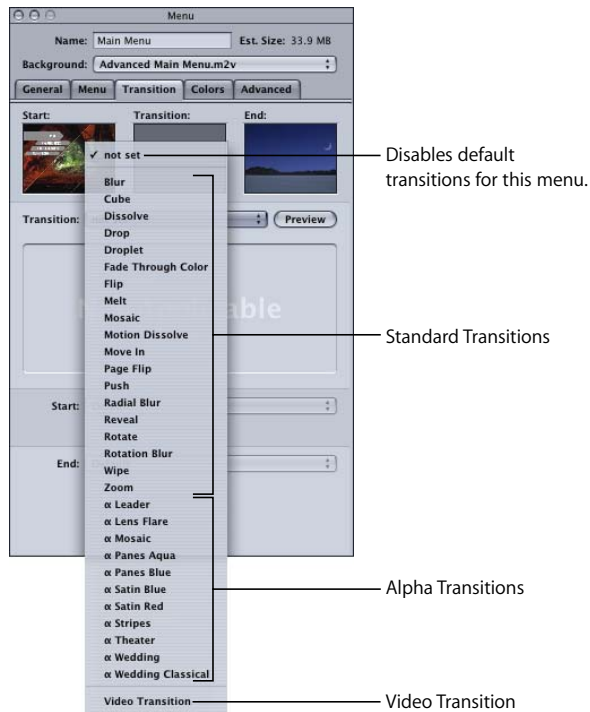 Menu
Name: Main Menu Est. Size: 33.9 MB
Background: Advanced Main Menu.m2v
General Menu Transition Colors Advanced
Start: Transition: End:
✓ not set
Disables default
transitions for this menu.
Blur
Cube
Dissolve
Transition: Preview
Drop
Droplet
Fade Through Color
Flip
Melt
Mosaic
Motion Dissolve
Standard Transitions
Move In
Page Flip
Push
Start:
Radial Blur
Reveal
Rotate
Rotation Blur
End:
Wipe
Zoom
α Leader
α Lens Flare
α Mosaic
α Panes Aqua
α Panes Blue
α Satin Blue
Alpha Transitions
α Satin Red
α Stripes
α Theater
α Wedding
α Wedding Classical
Video Transition
Video Transition